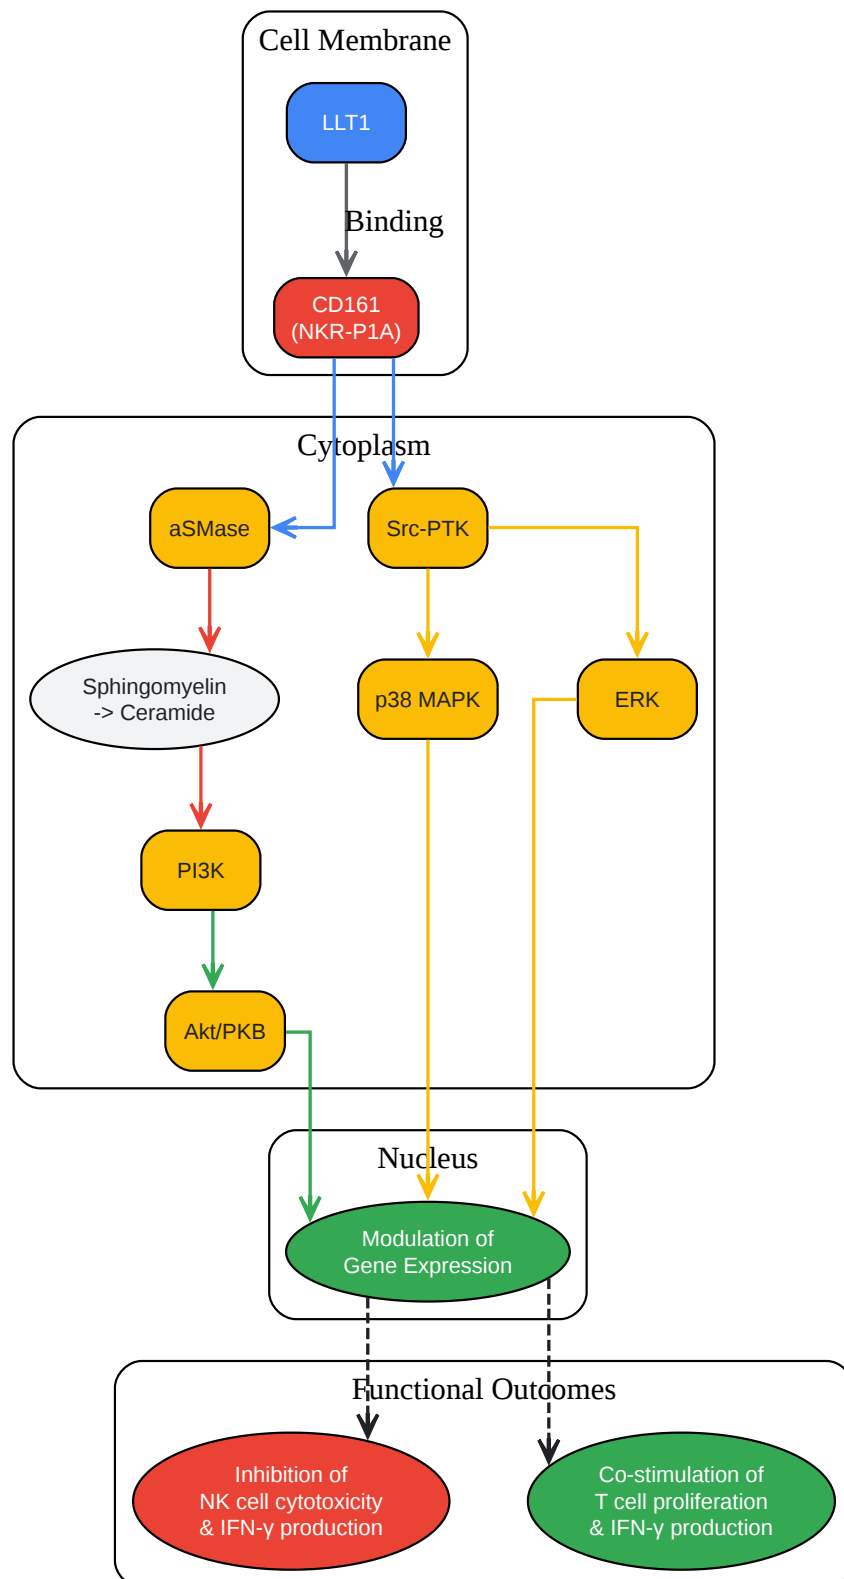 Cell Membrane
LLT1
Binding
CD161
(NKR-P1A)
Cytoplasm
aSMase
Src-PTK
Sphingomyelin
-> Ceramide
p38 MAPK
ERK
PI3K
Akt/PKB
Nucleus
Modulation of
Gene Expression
Functional Outcomes
Inhibition of
NK cell cytotoxicity
& IFN-γ production
Co-stimulation of
T cell proliferation
& IFN-γ production